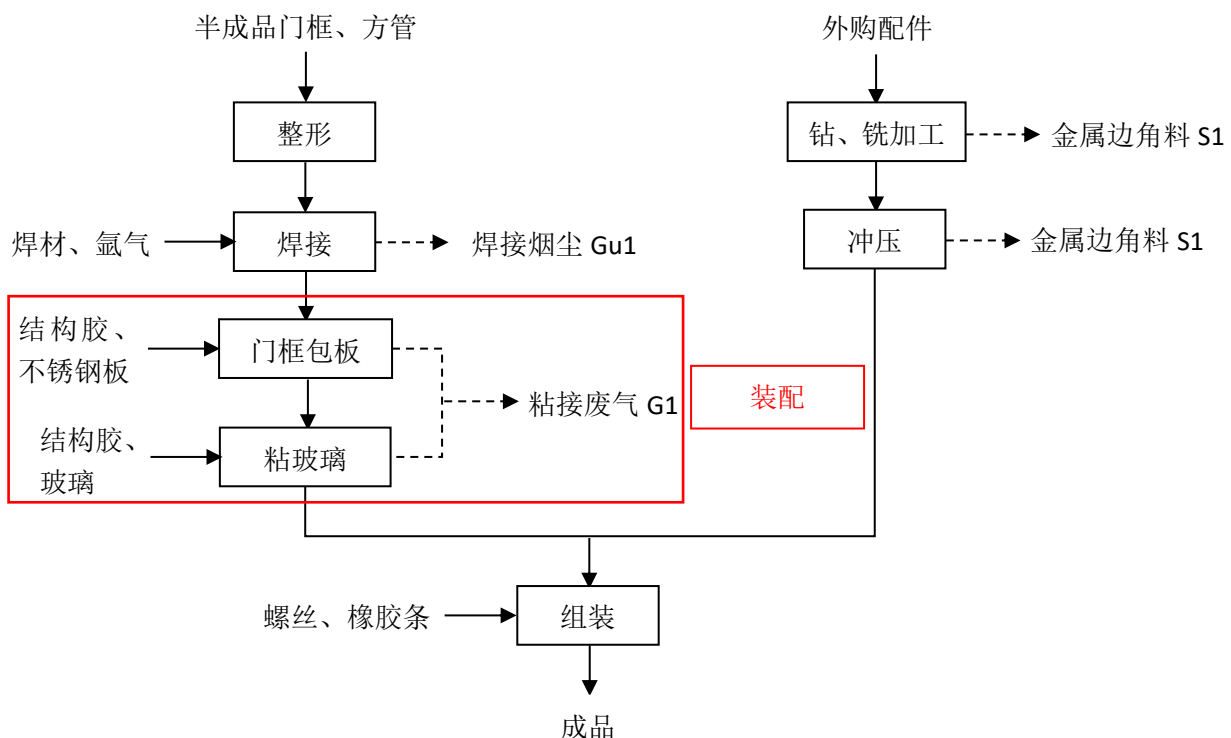 半成品门框、方管
外购配件
整形
钻、铣加工
金属边角料 S1
焊材、氩气
焊接
焊接烟尘 Gu1
冲压
金属边角料 S1
结构胶、
不锈钢板
门框包板
粘接废气 G1
装配
结构胶、
玻璃
粘玻璃
螺丝、橡胶条
组装
成品